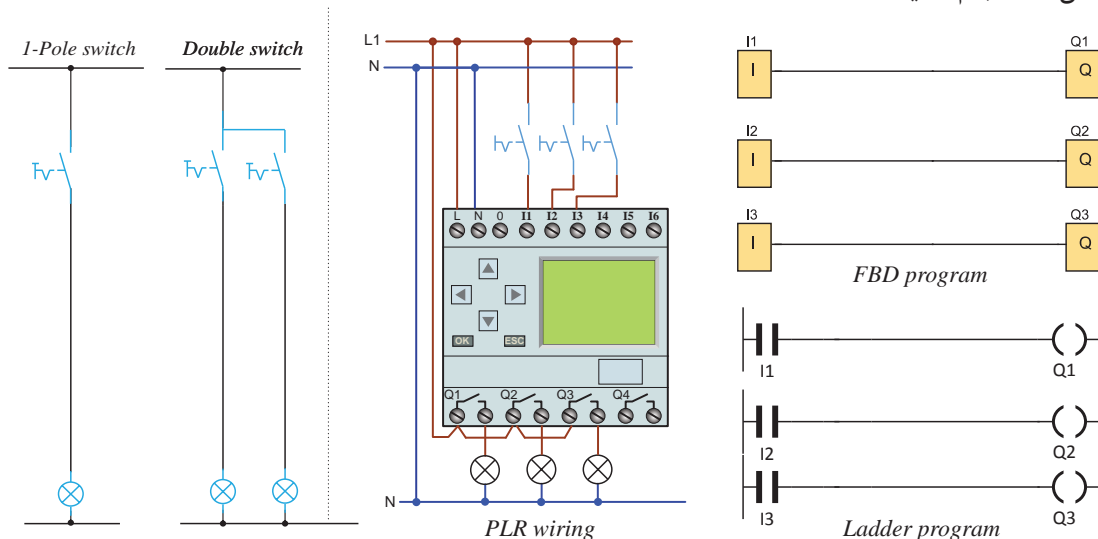 1-Pole switch
Double switch
L1
N
L N 0 I1 I2 I3 I4 I5 I6
OK ESC
Q1 Q2 Q3 Q4
N
PLR wiring
I1 Q1
I Q
I2 Q2
I Q
I3 Q3
I Q
FBD program
I1 Q1
I2 Q2
I3 Q3
Ladder program